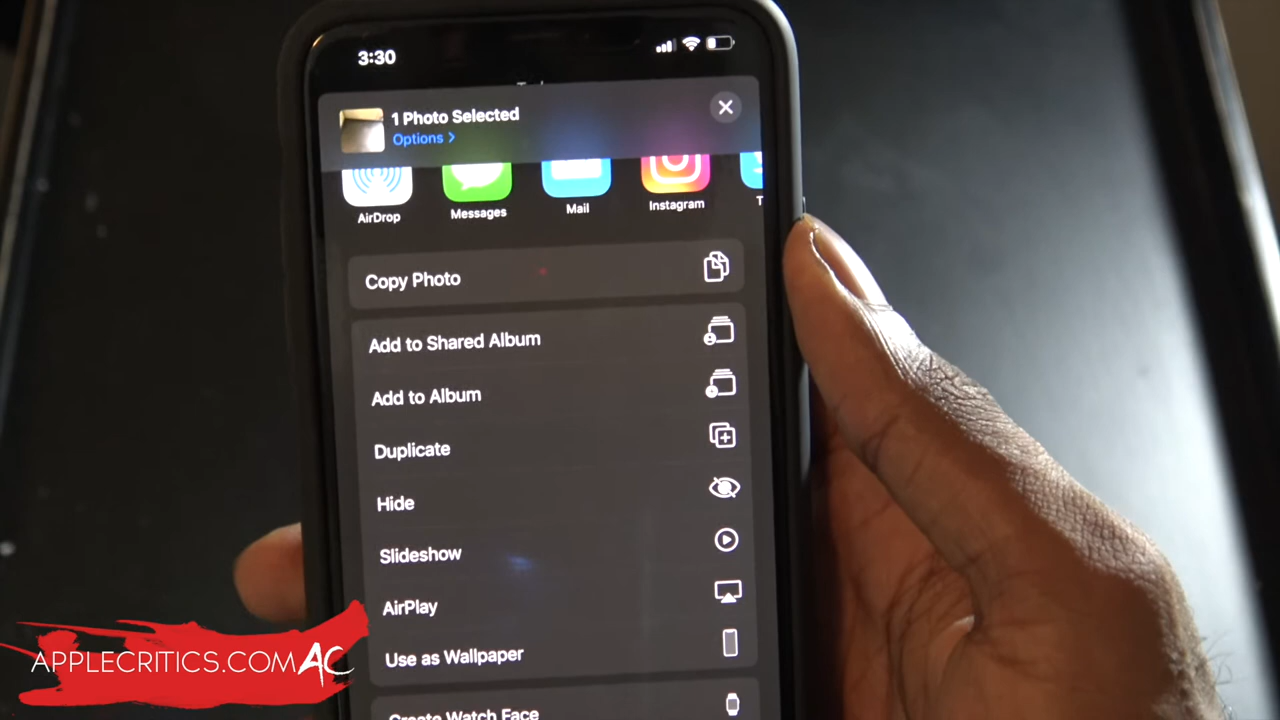 3:30
1 Photo Selected
Options >
AirDrop
Messages
Mail
Instagram
Copy Photo
Add to Shared Album
Add to Album
Duplicate
Hide
Slideshow
AirPlay
Use as Wallpaper
Create Watch Face
APPLECRITICS.COM AC